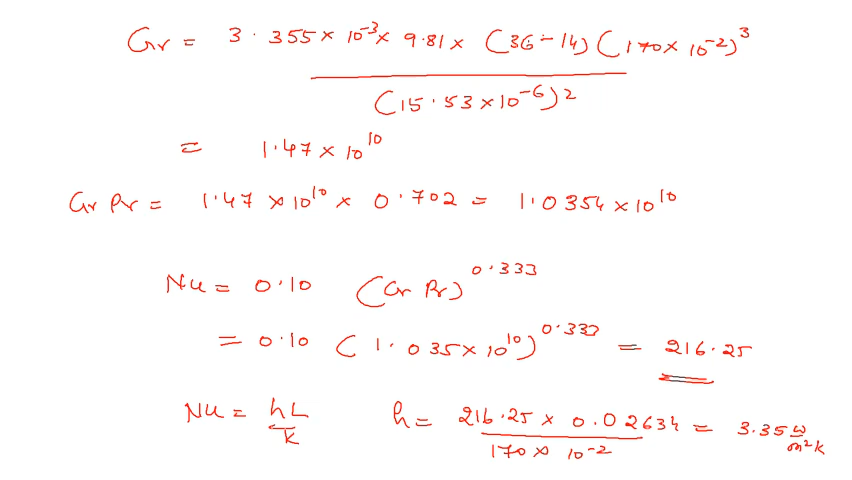 Gr = 3.355 × 10⁻³ × 9.81 × (36 - 14) (170 × 10⁻²)³
(15.53 × 10⁻⁶)²
= 1.47 × 10¹⁰
Gr Pr = 1.47 × 10¹⁰ × 0.702 = 1.0354 × 10¹⁰
Nu = 0.10 (Gr Pr)^0.333
= 0.10 (1.035 × 10¹⁰)^0.333 = 216.25
Nu = hL/K h = 216.25 × 0.02634 = 3.35 W/m²K
170 × 10⁻²